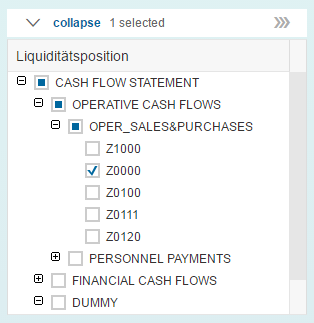 collapse 1 selected
Liquiditätsposition
CASH FLOW STATEMENT
OPERATIVE CASH FLOWS
OPER_SALES&PURCHASES
Z1000
Z0000
Z0100
Z0111
Z0120
PERSONNEL PAYMENTS
FINANCIAL CASH FLOWS
DUMMY